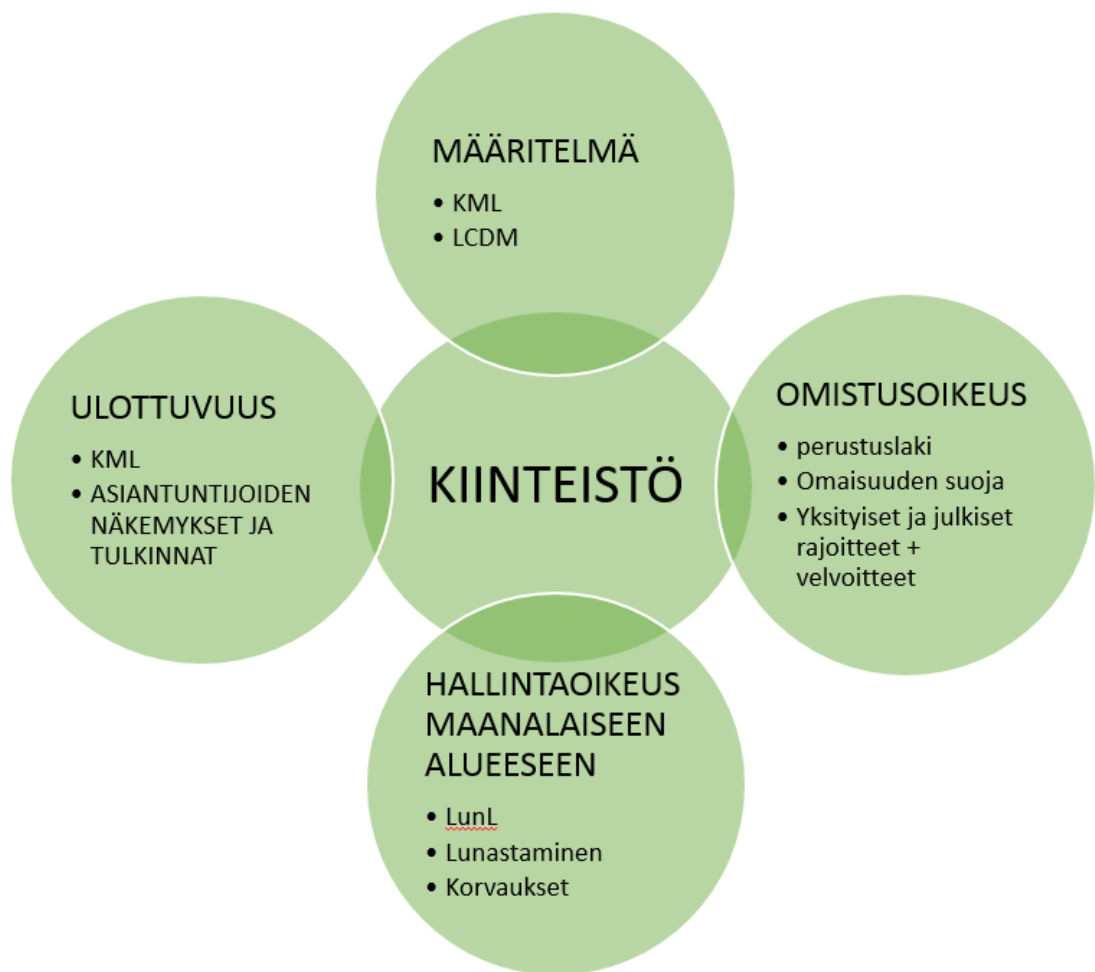 MÄÄRITELMÄ
• KML
• LCDM
ULOTTUVUUS
• KML
• ASIANTUNTIJOIDEN
NÄKEMYKSET JA
TULKINNAT
KIINTEISTÖ
OMISTUSOIKEUS
• perustuslaki
• Omaisuuden suoja
• Yksityiset ja julkiset
rajoitteet +
velvoitteet
HALLINTAOIKEUS
MAANALAISEEN
ALUEESEEN
• LunL
• Lunastaminen
• Korvaukset